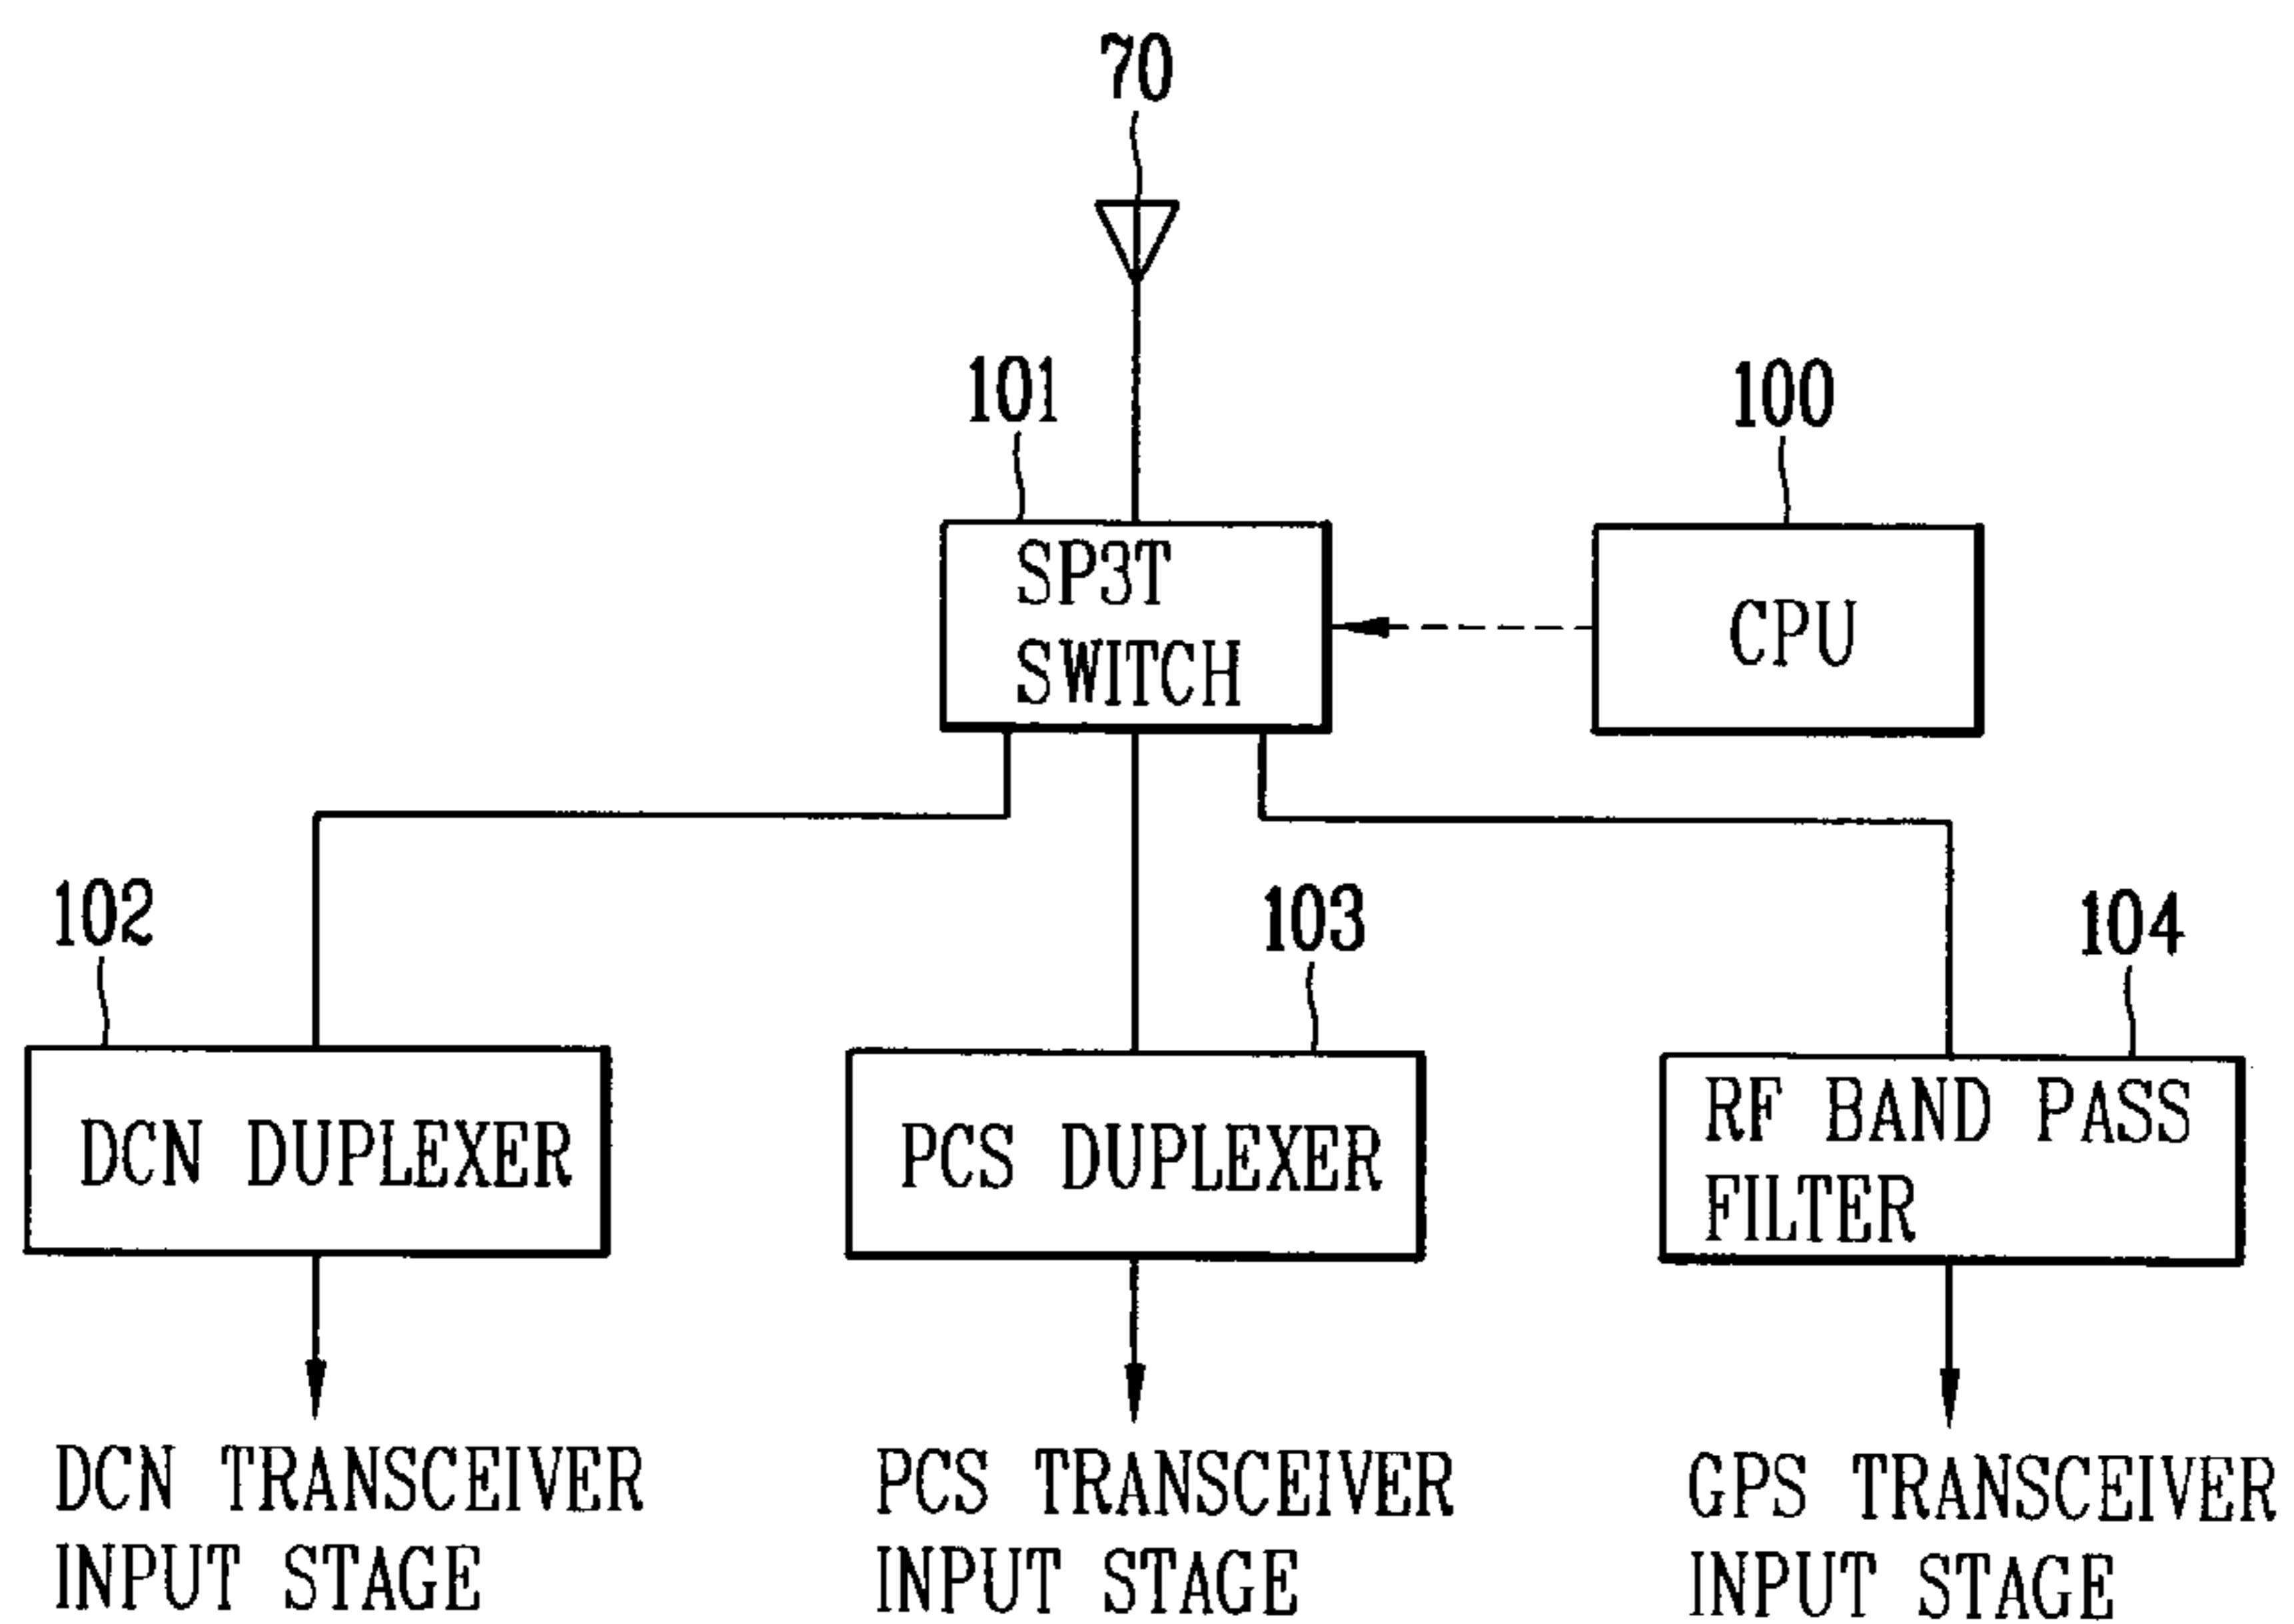 70
101
100
SP3T
SWITCH
CPU
102
103
104
DCN DUPLEXER
PCS DUPLEXER
RF BAND PASS
FILTER
DCN TRANSCEIVER
INPUT STAGE
PCS TRANSCEIVER
INPUT STAGE
GPS TRANSCEIVER
INPUT STAGE